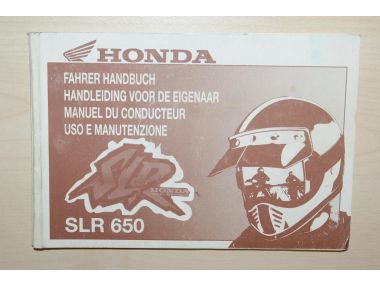 HONDA
FAHRER HANDBUCH
HANDLEIDING VOOR DE EIGENAAR
MANUEL DU CONDUCTEUR
USO E MANUTENZIONE
SLR
HONDA
SLR 650